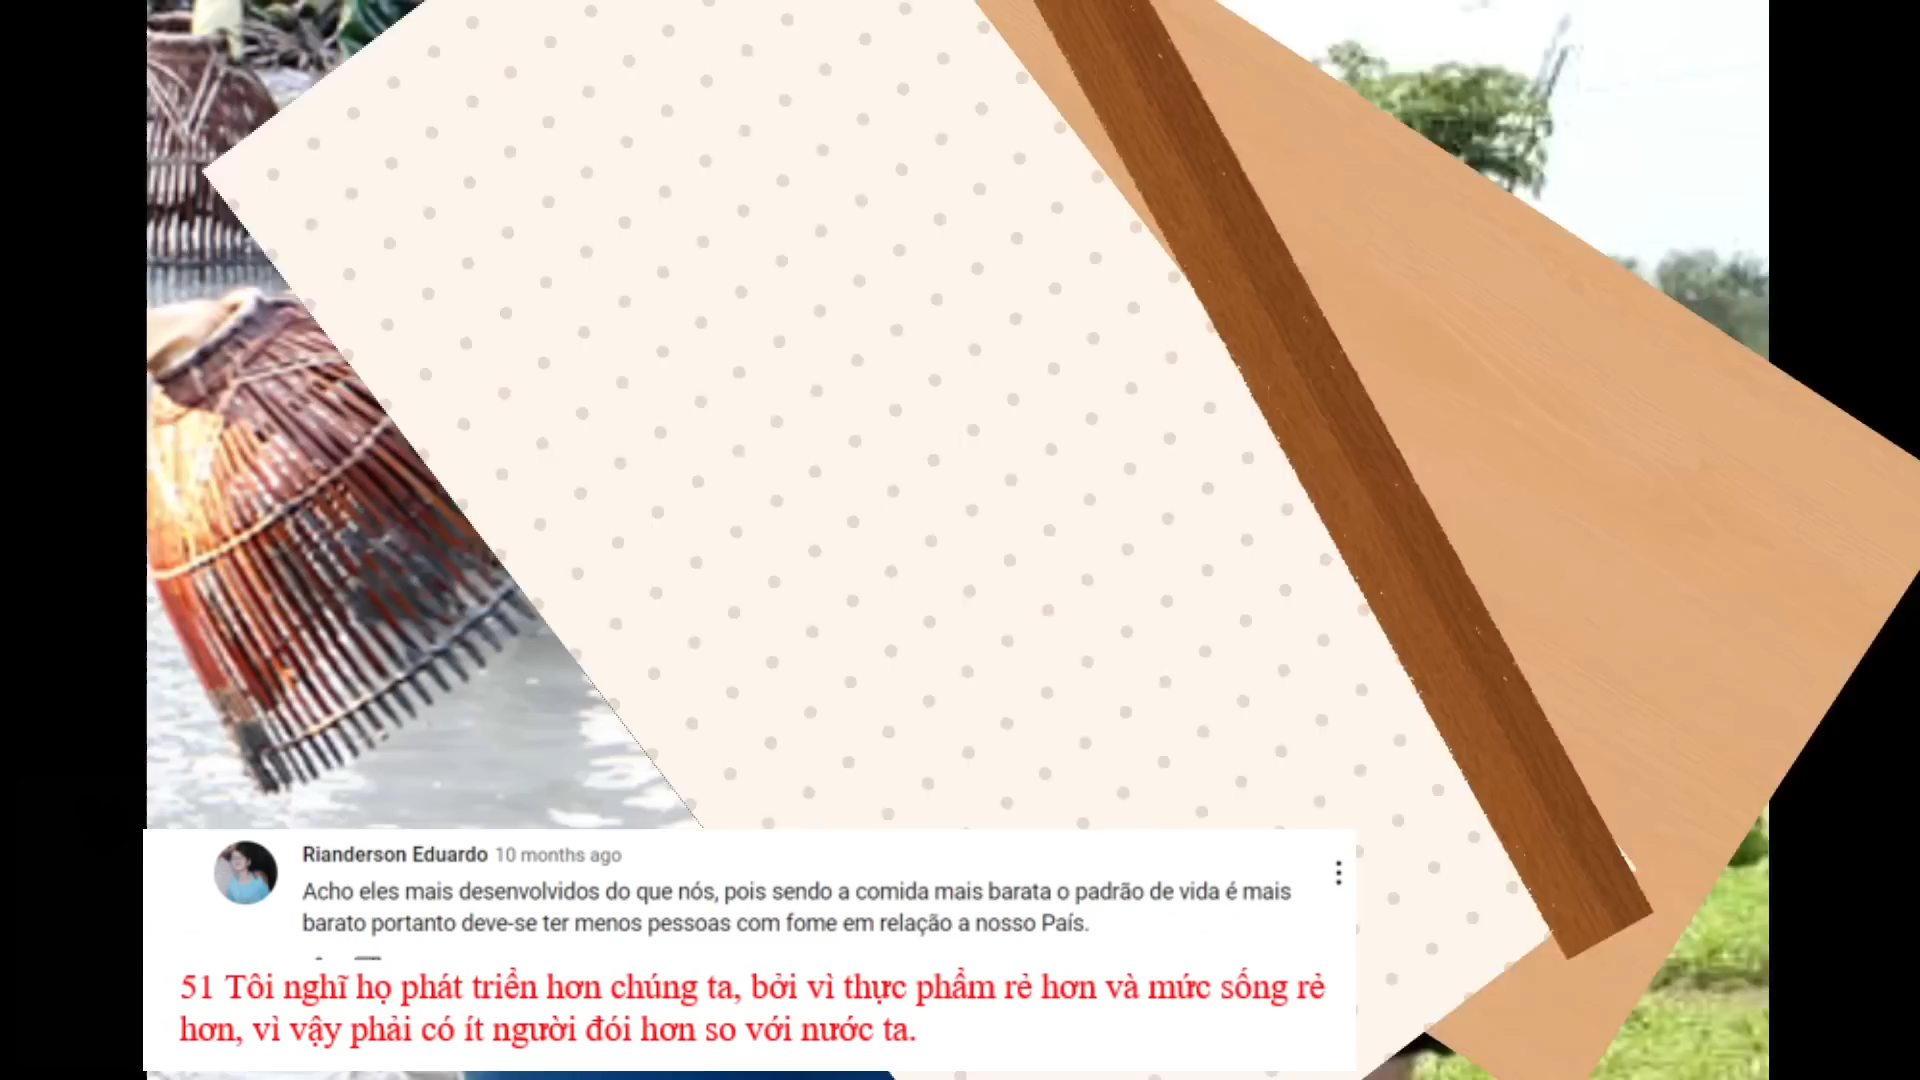 Rianderson Eduardo 10 months ago
Acho eles mais desenvolvidos do que nós, pois sendo a comida mais barata o padrão de vida é mais
barato portanto deve-se ter menos pessoas com fome em relação a nosso País.
51 Tôi nghĩ họ phát triển hơn chúng ta, bởi vì thực phẩm rẻ hơn và mức sống rẻ
hơn, vì vậy phải có ít người đói hơn so với nước ta.